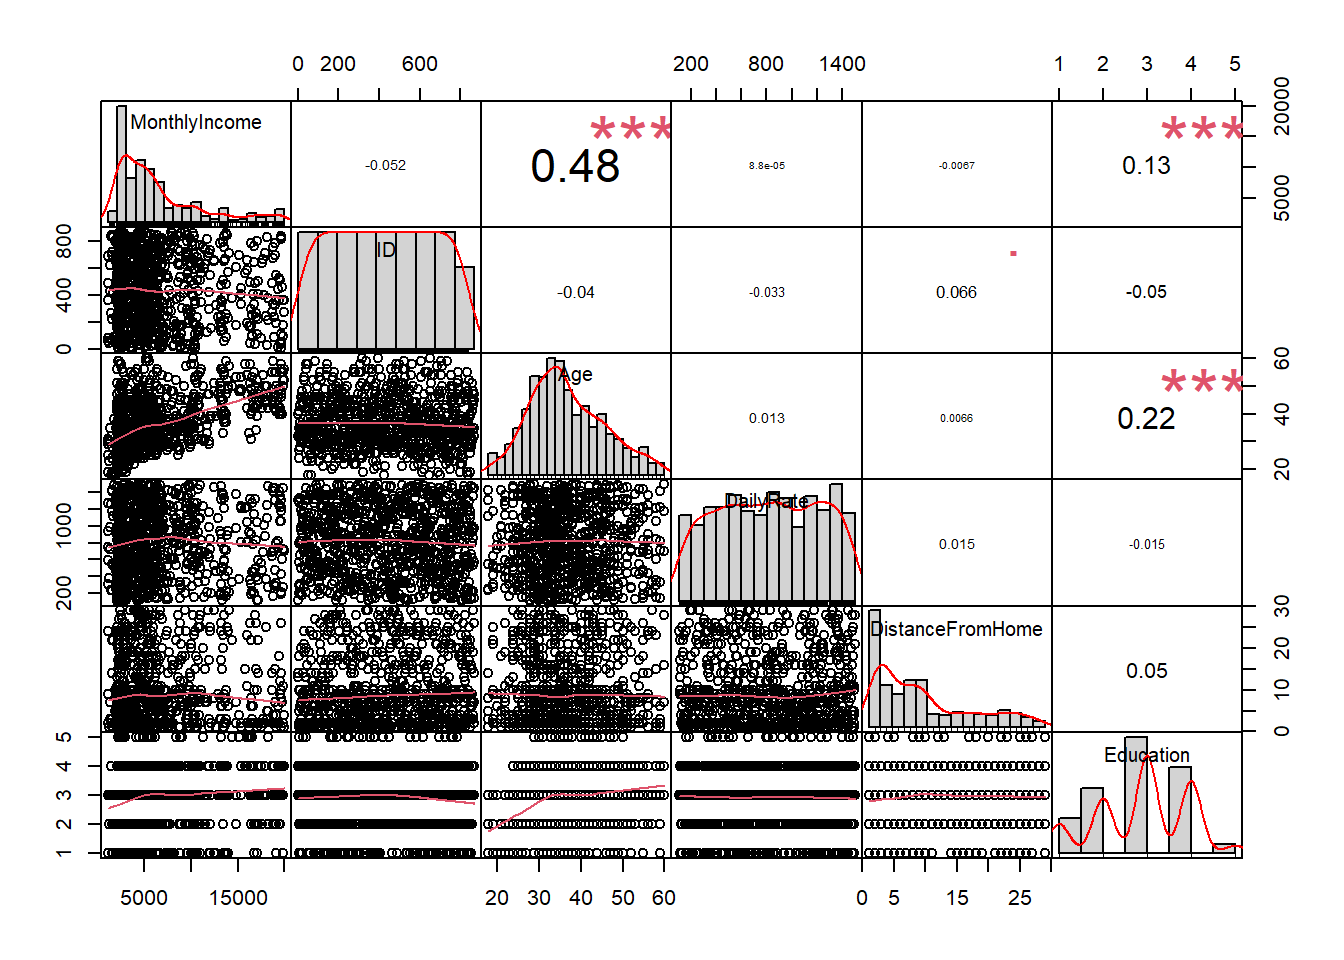 0 200 600 200 800 1400 1 2 3 4 5
MonthlyIncome -0.052 0.48 *** 8.8e-05 -0.0067 0.13 *** 5000 20000
0 400 800 ID -0.04 -0.033 0.066 . -0.05
Age 0.013 0.0066 0.22 *** 20 40 60
200 1000 DailyRate 0.015 -0.015
DistanceFromHome 0.05 0 10 20 30
1 2 3 4 5 Education
5000 15000 20 30 40 50 60 0 5 15 25